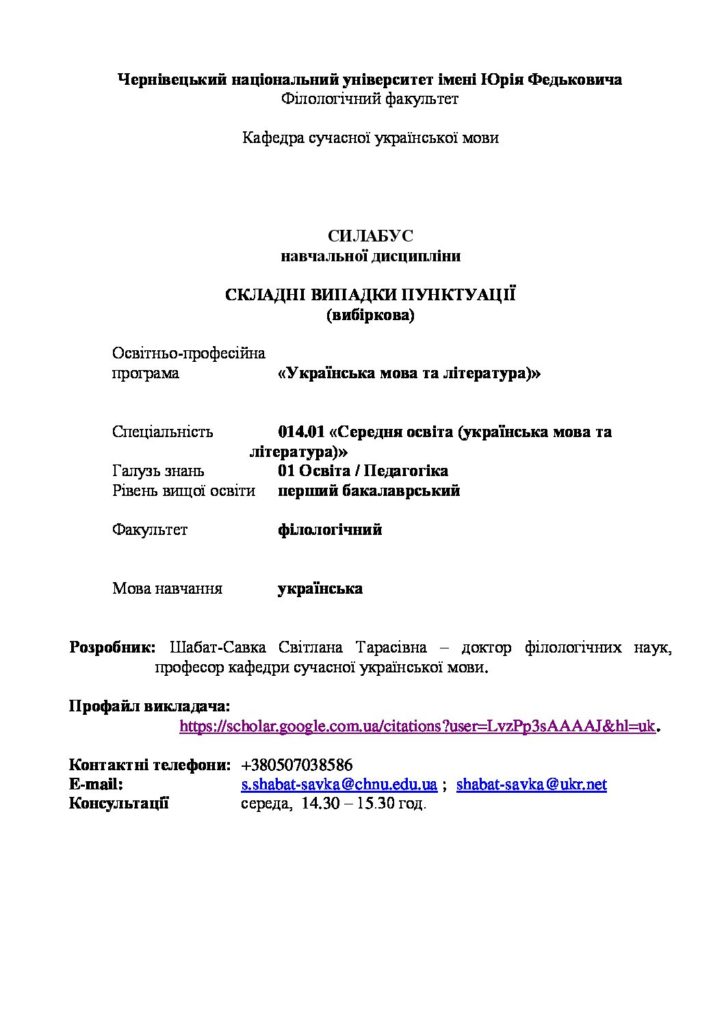 Чернівецький національний університет імені Юрія Федьковича
Філологічний факультет
Кафедра сучасної української мови
СИЛАБУС
навчальної дисципліни
СКЛАДНІ ВИПАДКИ ПУНКТУАЦІЇ
(вибіркова)
Освітньо-професійна
програма «Українська мова та література)»
Спеціальність 014.01 «Середня освіта (українська мова та
література)»
Галузь знань 01 Освіта / Педагогіка
Рівень вищої освіти перший бакалаврський
Факультет філологічний
Мова навчання українська
Розробник: Шабат-Савка Світлана Тарасівна – доктор філологічних наук,
професор кафедри сучасної української мови.
Профайл викладача:
https://scholar.google.com.ua/citations?user=LvzPp3sAAAAJ&hl=uk.
Контактні телефони: +380507038586
E-mail: s.shabat-savka@chnu.edu.ua ; shabat-savka@ukr.net
Консультації середа, 14.30 – 15.30 год.